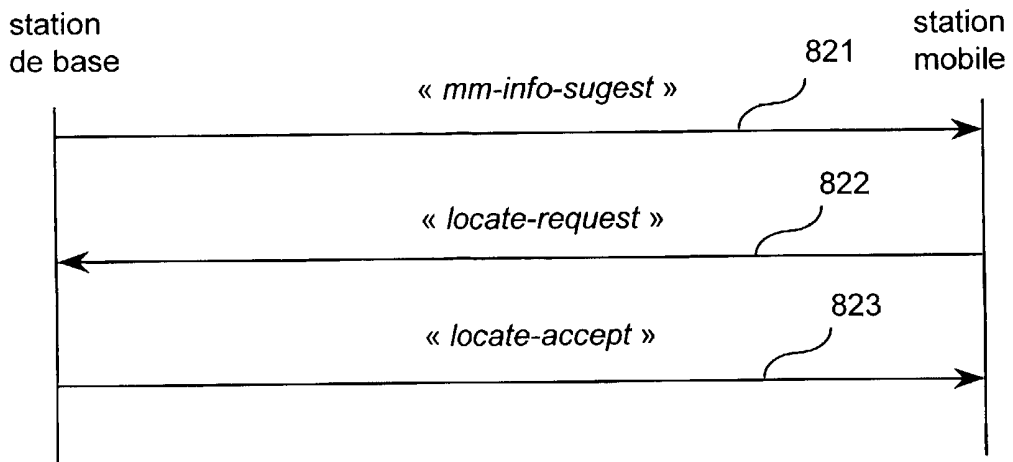 station
de base
station
mobile
821
« mm-info-sugest »
822
« locate-request »
823
« locate-accept »